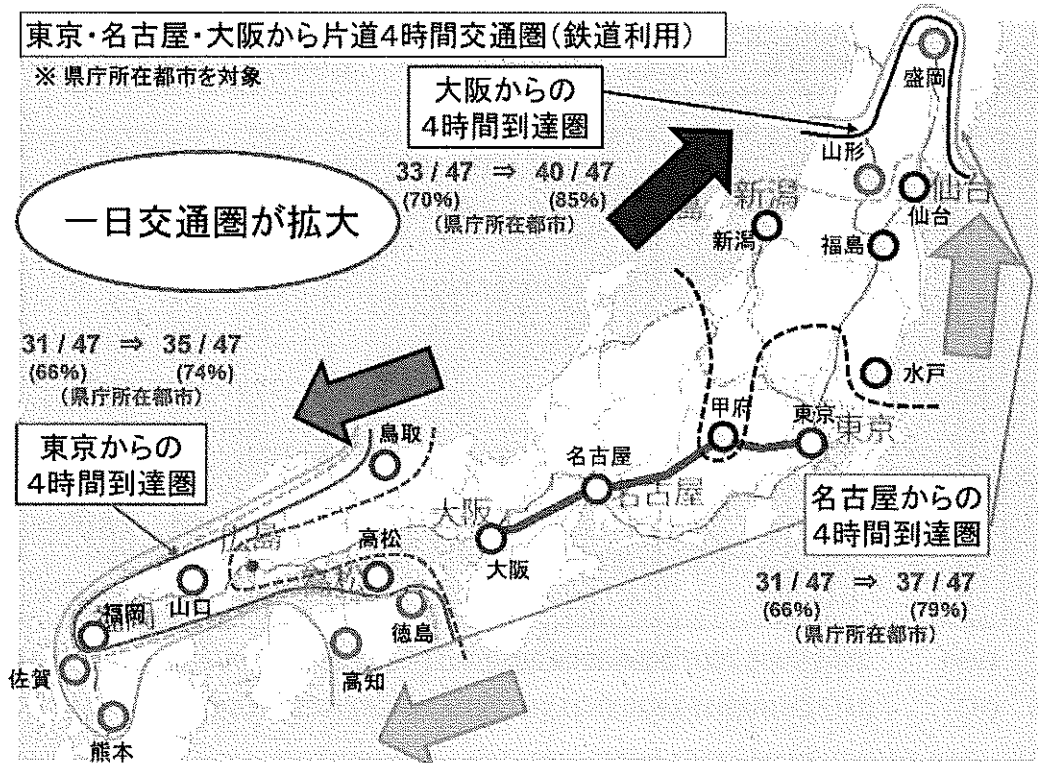 東京・名古屋・大阪から片道4時間交通圏(鉄道利用)
※ 県庁所在都市を対象
大阪からの
4時間到達圏
33 / 47 ⇒ 40 / 47
(70%) (85%)
(県庁所在都市)
一日交通圏が拡大
31 / 47 ⇒ 35 / 47
(66%) (74%)
(県庁所在都市)
東京からの
4時間到達圏
名古屋からの
4時間到達圏
31 / 47 ⇒ 37 / 47
(66%) (79%)
(県庁所在都市)
盛岡
山形
仙台
仙台
新潟
新潟
福島
水戸
甲府
東京
東京
名古屋
名古屋
大阪
大阪
鳥取
広島
高松
徳島
高知
山口
福岡
佐賀
熊本